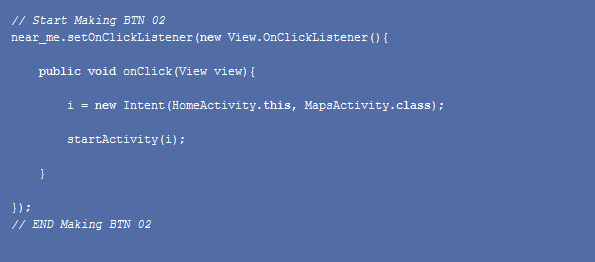 // Start Making BTN 02
near_me.setOnClickListener(new View.OnClickListener(){
public void onClick(View view){
i = new Intent(HomeActivity.this, MapsActivity.class);
startActivity(i);
}
});
// END Making BTN 02